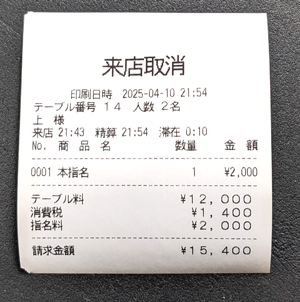 来店取消
印刷日時 2025-04-10 21:54
テーブル番号 14 人数 2名
上 様
来店 21:43 精算 21:54 滞在 0:10
No. 商 品 名 数量 金 額
0001 本指名 1 ¥2,000
テーブル料 ¥12,000
消費税 ¥1,400
指名料 ¥2,000
請求金額 ¥15,400